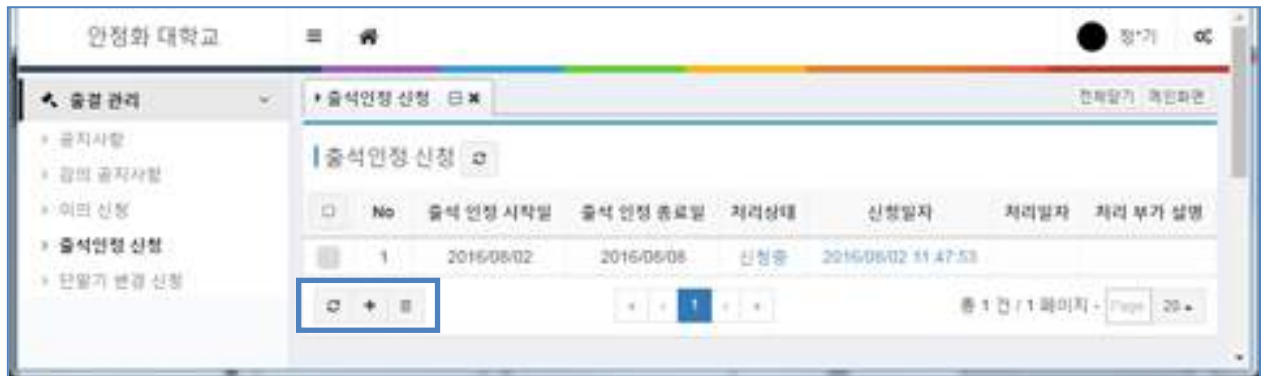 안정화 대학교
정*기
출결 관리
출석인정 신청
전체닫기 메인화면
공지사항
강의 공지사항
이의 신청
출석인정 신청
단말기 변경 신청
출석인정 신청
No 출석 인정 시작일 출석 인정 종료일 처리상태 신청일자 처리일자 처리 부가 설명
1 2016/08/02 2016/08/08 신청중 2016/08/02 11:47:53
1
총 1 건 / 1 페이지 - Page 20